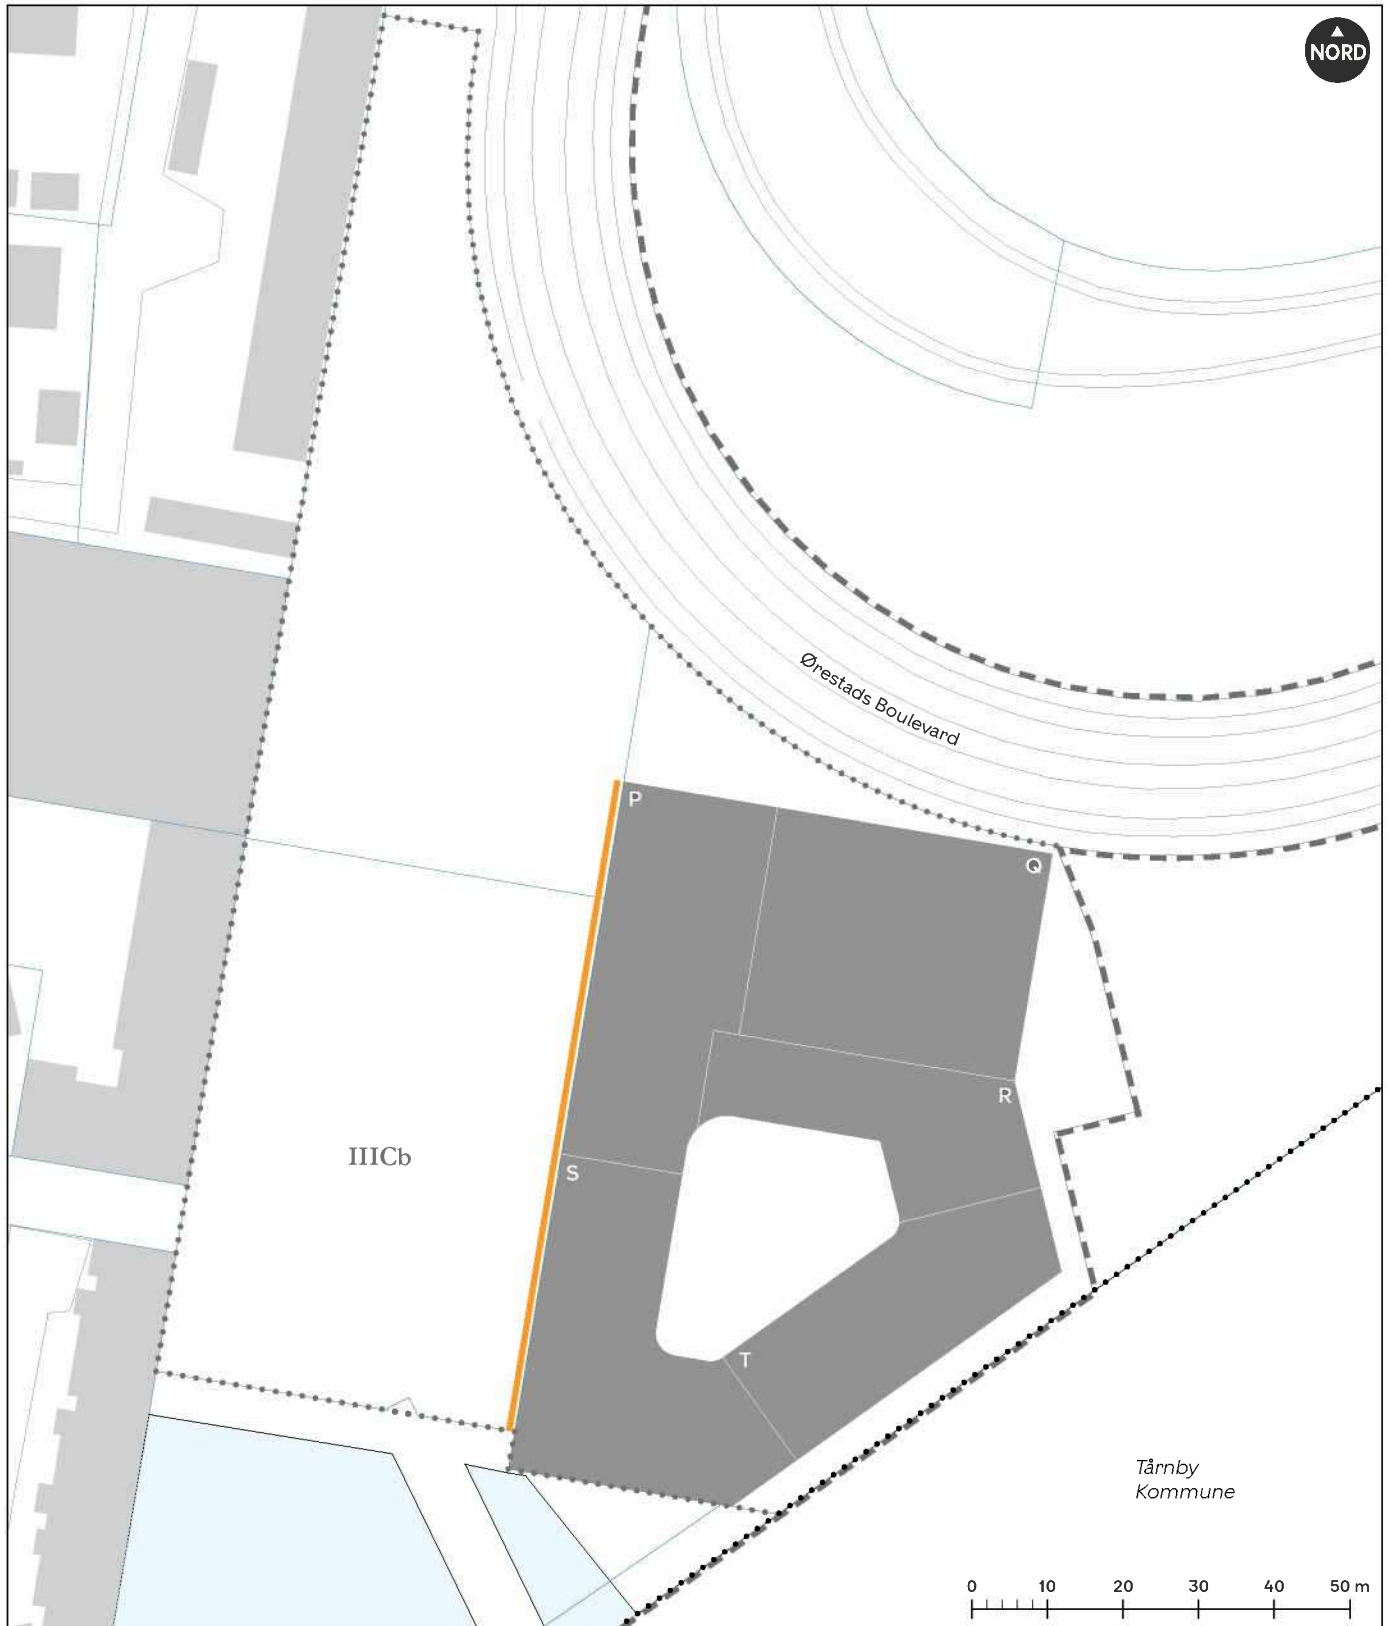 NORD
Ørestads Boulevard
P
Q
R
IIICb
S
T
Tårnby
Kommune
0 10 20 30 40 50 m